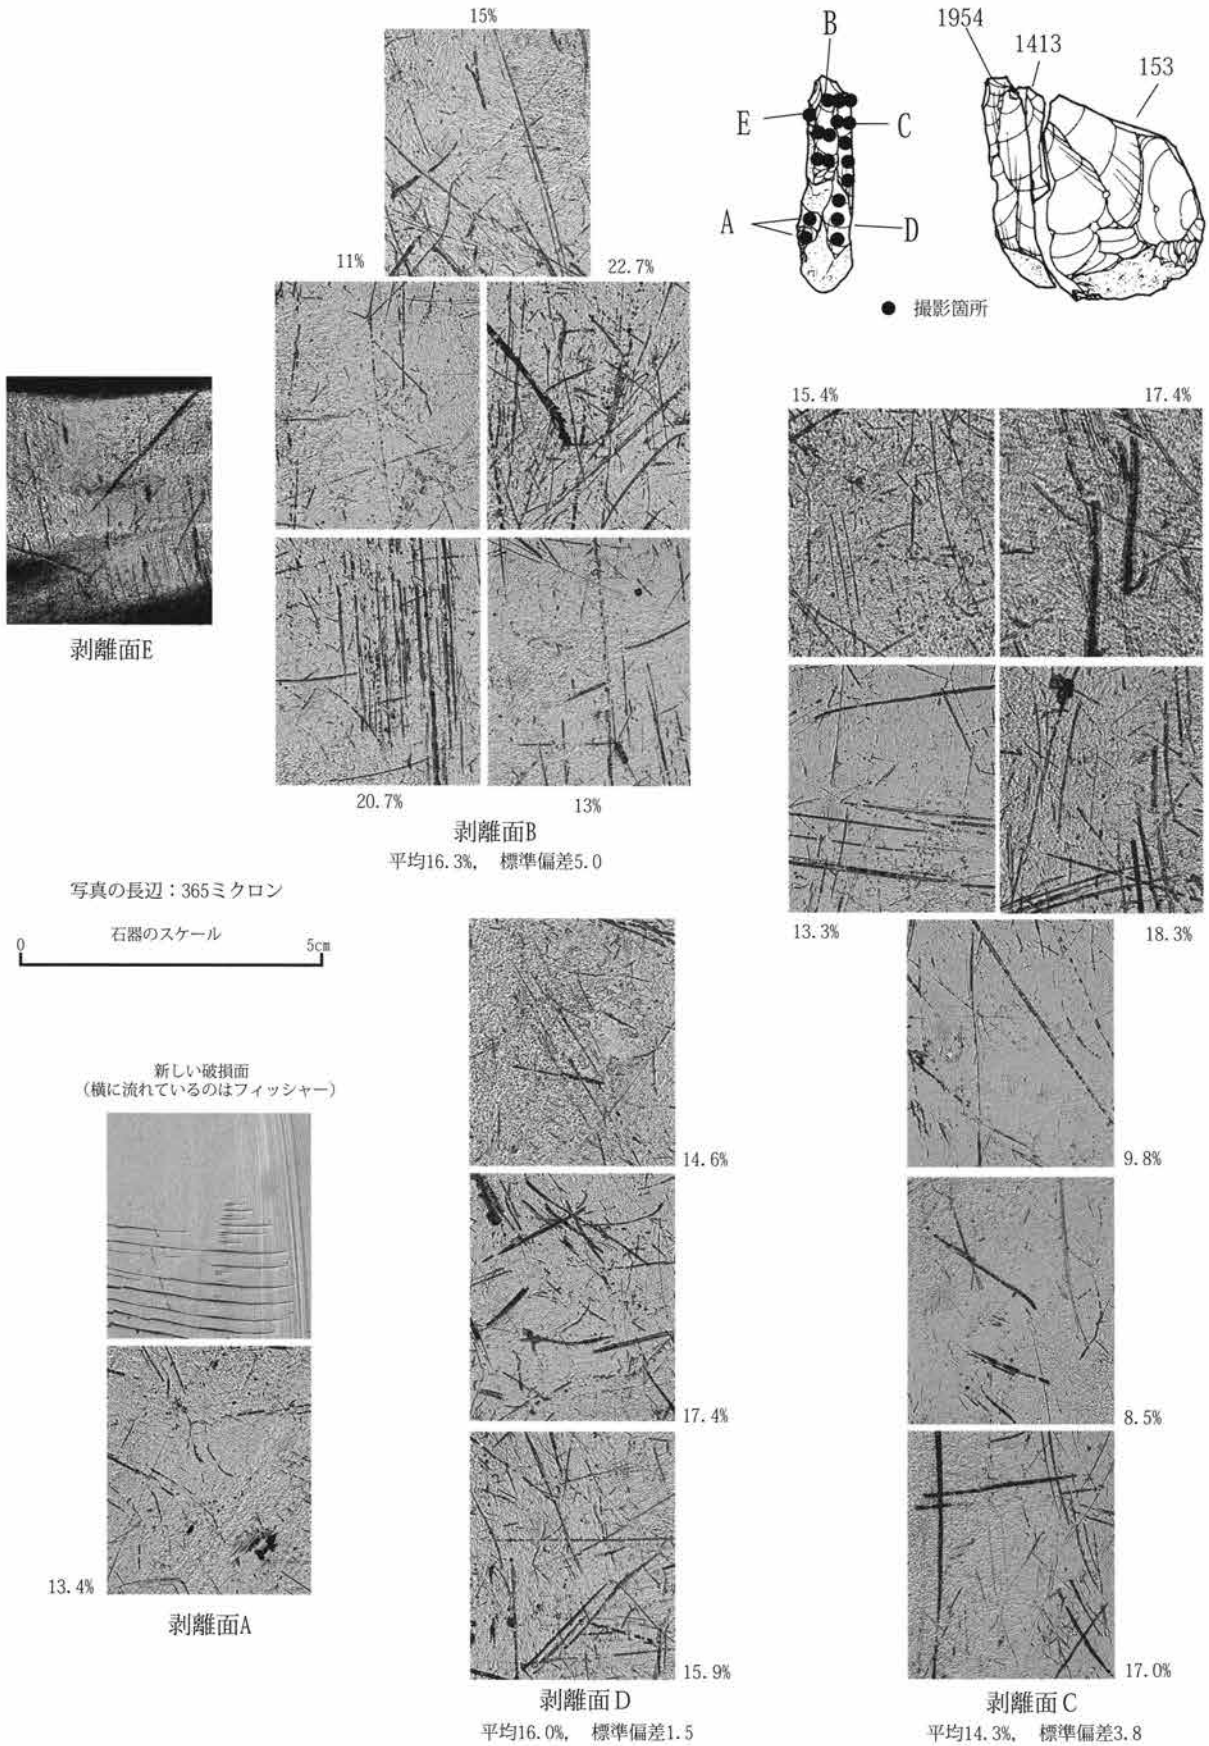 15%
B
1954
1413
153
E
C
A
D
● 撮影箇所
11%
22.7%
剥離面E
20.7%
13%
剥離面B
平均16.3%, 標準偏差5.0
15.4%
17.4%
13.3%
18.3%
写真の長辺：365ミクロン
石器のスケール
0
5cm
新しい破損面
（横に流れているのはフィッシャー）
13.4%
剥離面A
14.6%
17.4%
15.9%
剥離面D
平均16.0%, 標準偏差1.5
9.8%
8.5%
17.0%
剥離面C
平均14.3%, 標準偏差3.8